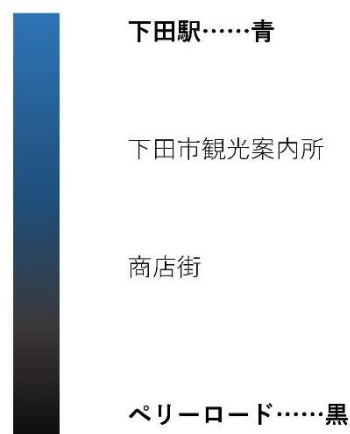 下田駅……青
下田市観光案内所
商店街
ペリーロード……黒